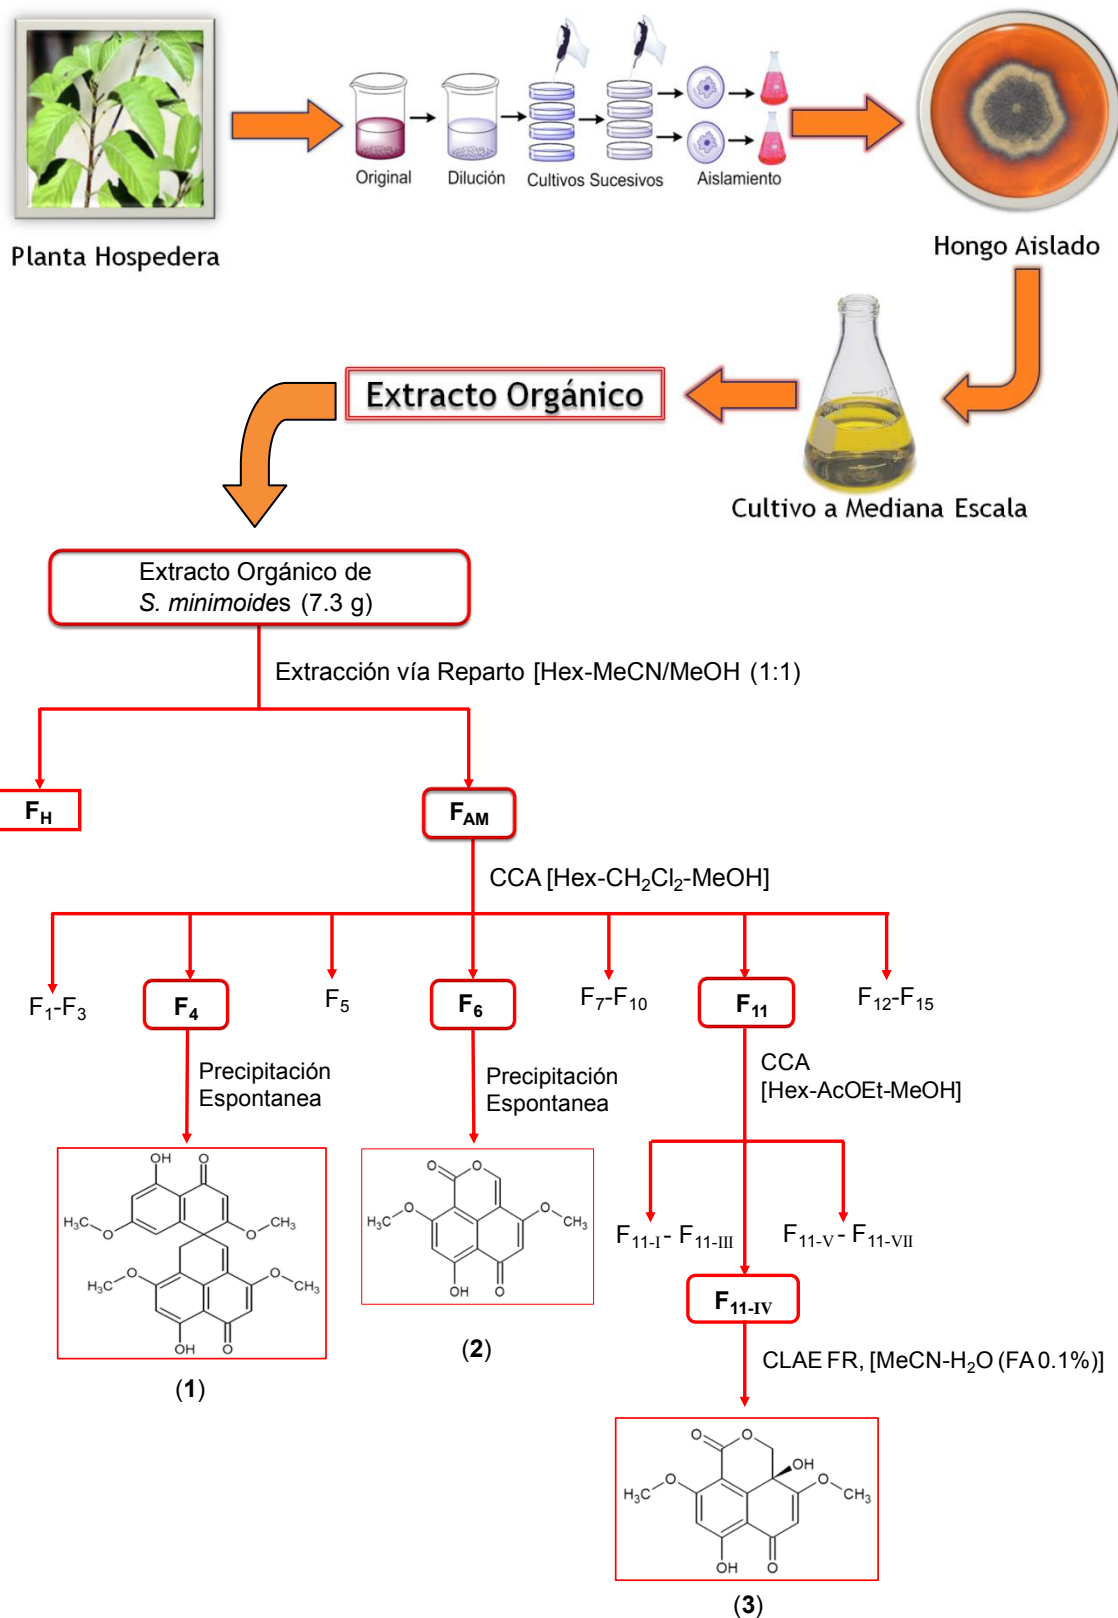 Original
Dilución
Cultivos Sucesivos
Aislamiento
Planta Hospedera
Hongo Aislado
Extracto Orgánico
Cultivo a Mediana Escala
Extracto Orgánico de
S. minimoides (7.3 g)
Extracción vía Reparto [Hex-MeCN/MeOH (1:1)
F_H
F_AM
CCA [Hex-CH₂Cl₂-MeOH]
F₁-F₃
F₄
F₅
F₆
F₇-F₁₀
F₁₁
F₁₂-F₁₅
Precipitación
Espontanea
Precipitación
Espontanea
CCA
[Hex-AcOEt-MeOH]
OH
O
H₃C
O
O
CH₃
CH₃
O
O
H₃C
OH
O
(1)
O
O
O
H₃C
O
CH₃
OH
O
(2)
F₁₁₋I - F₁₁₋III
F₁₁₋V - F₁₁₋VII
F₁₁₋IV
CLAE FR, [MeCN-H₂O (FA 0.1%)]
O
O
OH
O
H₃C
O
CH₃
OH
O
(3)